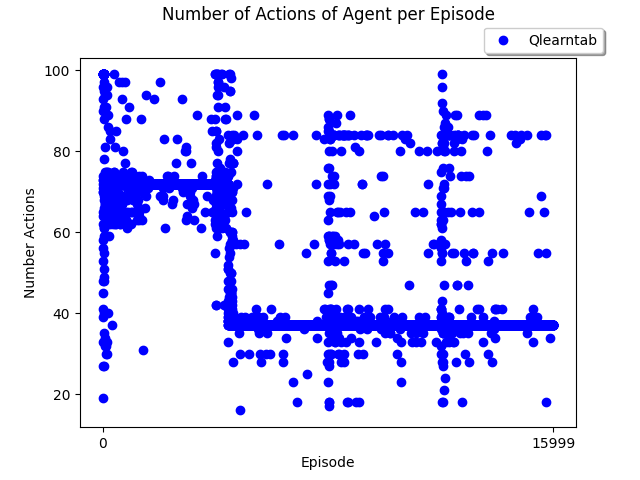 Number of Actions of Agent per Episode
Qlearntab
100
80
60
40
20
Number Actions
0
15999
Episode